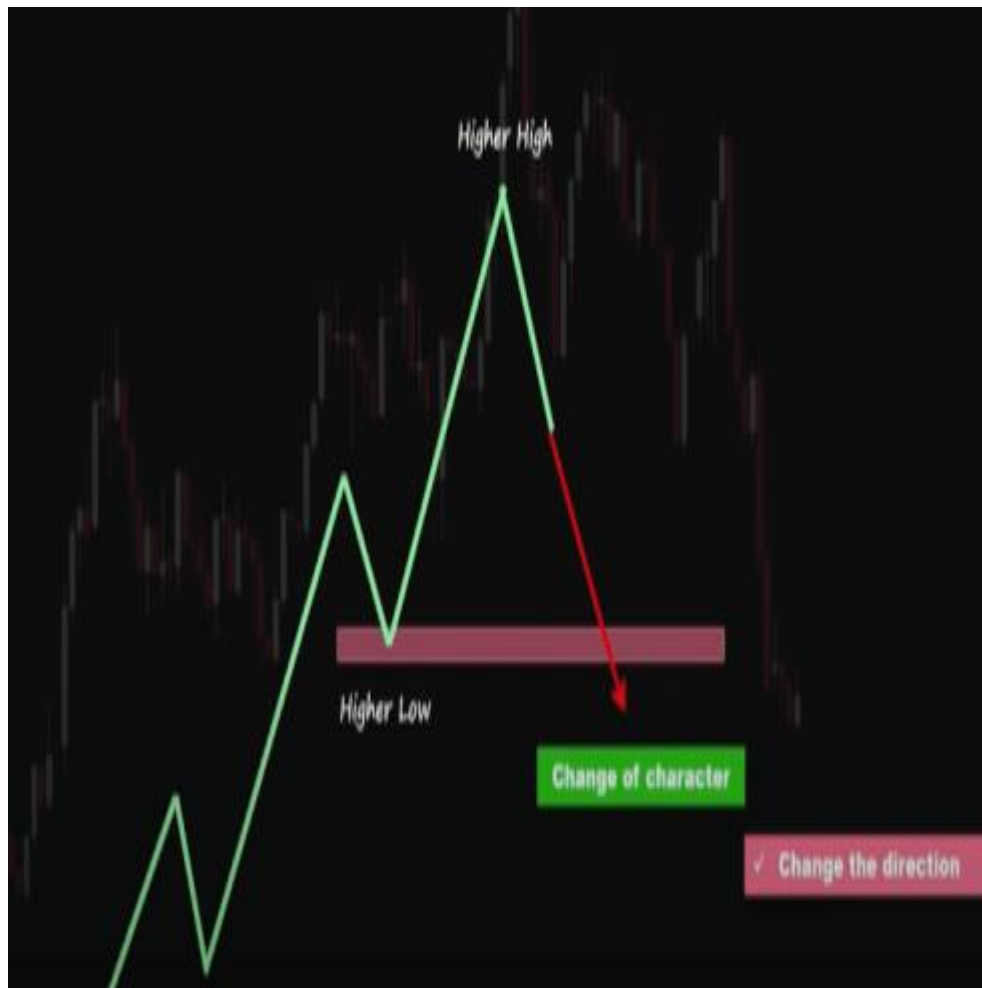 Higher High
Higher Low
Change of character
✓ Change the direction